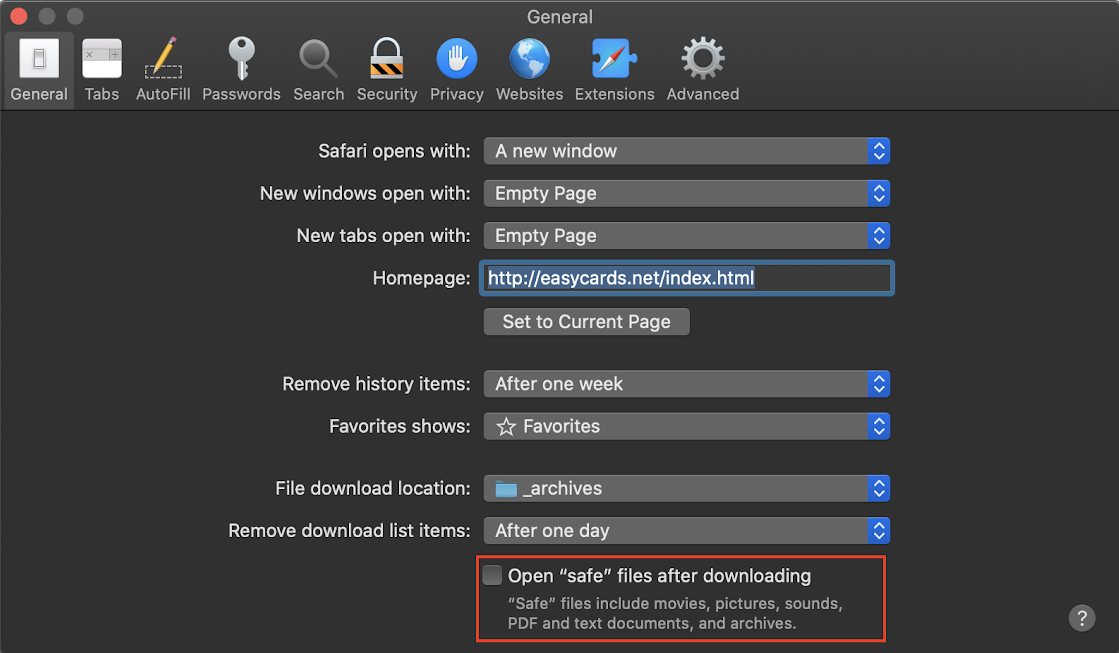 General
General Tabs AutoFill Passwords Search Security Privacy Websites Extensions Advanced
Safari opens with: A new window
New windows open with: Empty Page
New tabs open with: Empty Page
Homepage: http://easycards.net/index.html
Set to Current Page
Remove history items: After one week
Favorites shows: Favorites
File download location: _archives
Remove download list items: After one day
Open “safe” files after downloading
“Safe” files include movies, pictures, sounds,
PDF and text documents, and archives.
?